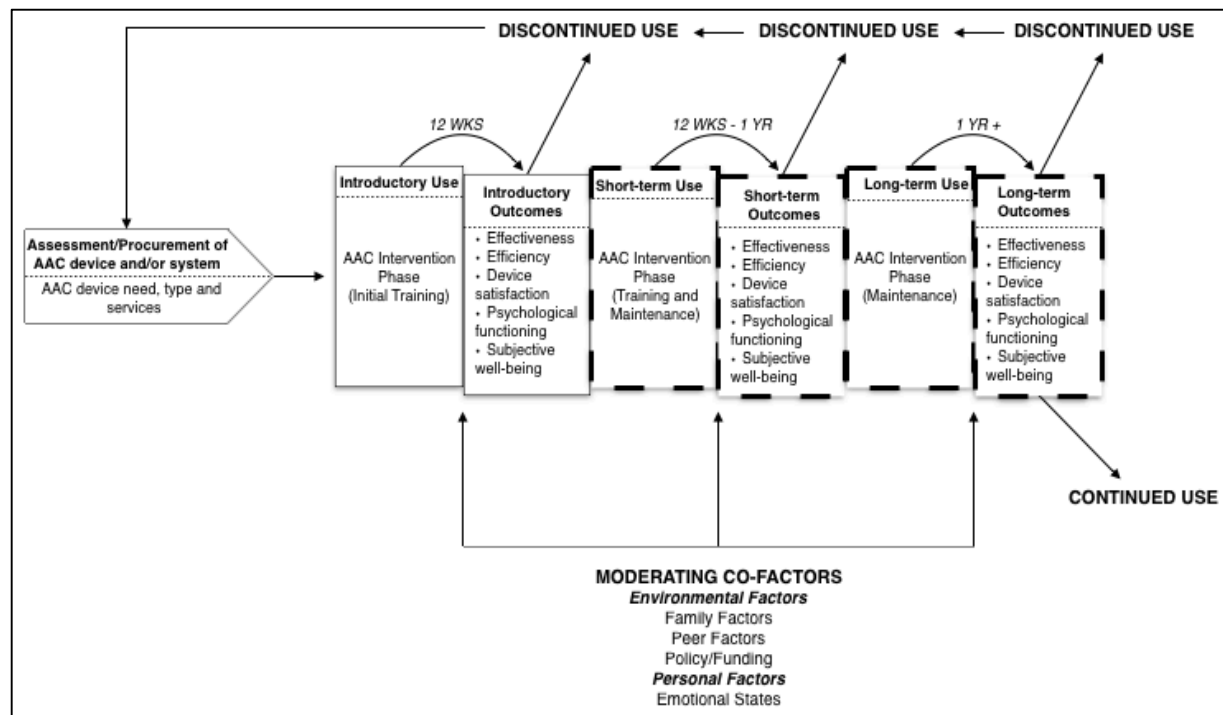 DISCONTINUED USE
DISCONTINUED USE
DISCONTINUED USE
12 WKS
12 WKS - 1 YR
1 YR +
Assessment/Procurement of
AAC device and/or system
AAC device need, type and
services
Introductory Use
AAC Intervention
Phase
(Initial Training)
Introductory
Outcomes
+ Effectiveness
+ Efficiency
+ Device
satisfaction
+ Psychological
functioning
+ Subjective
well-being
Short-term Use
AAC Intervention
Phase
(Training and
Maintenance)
Short-term
Outcomes
+ Effectiveness
+ Efficiency
+ Device
satisfaction
+ Psychological
functioning
+ Subjective
well-being
Long-term Use
AAC Intervention
Phase
(Maintenance)
Long-term
Outcomes
+ Effectiveness
+ Efficiency
+ Device
satisfaction
+ Psychological
functioning
+ Subjective
well-being
CONTINUED USE
MODERATING CO-FACTORS
Environmental Factors
Family Factors
Peer Factors
Policy/Funding
Personal Factors
Emotional States